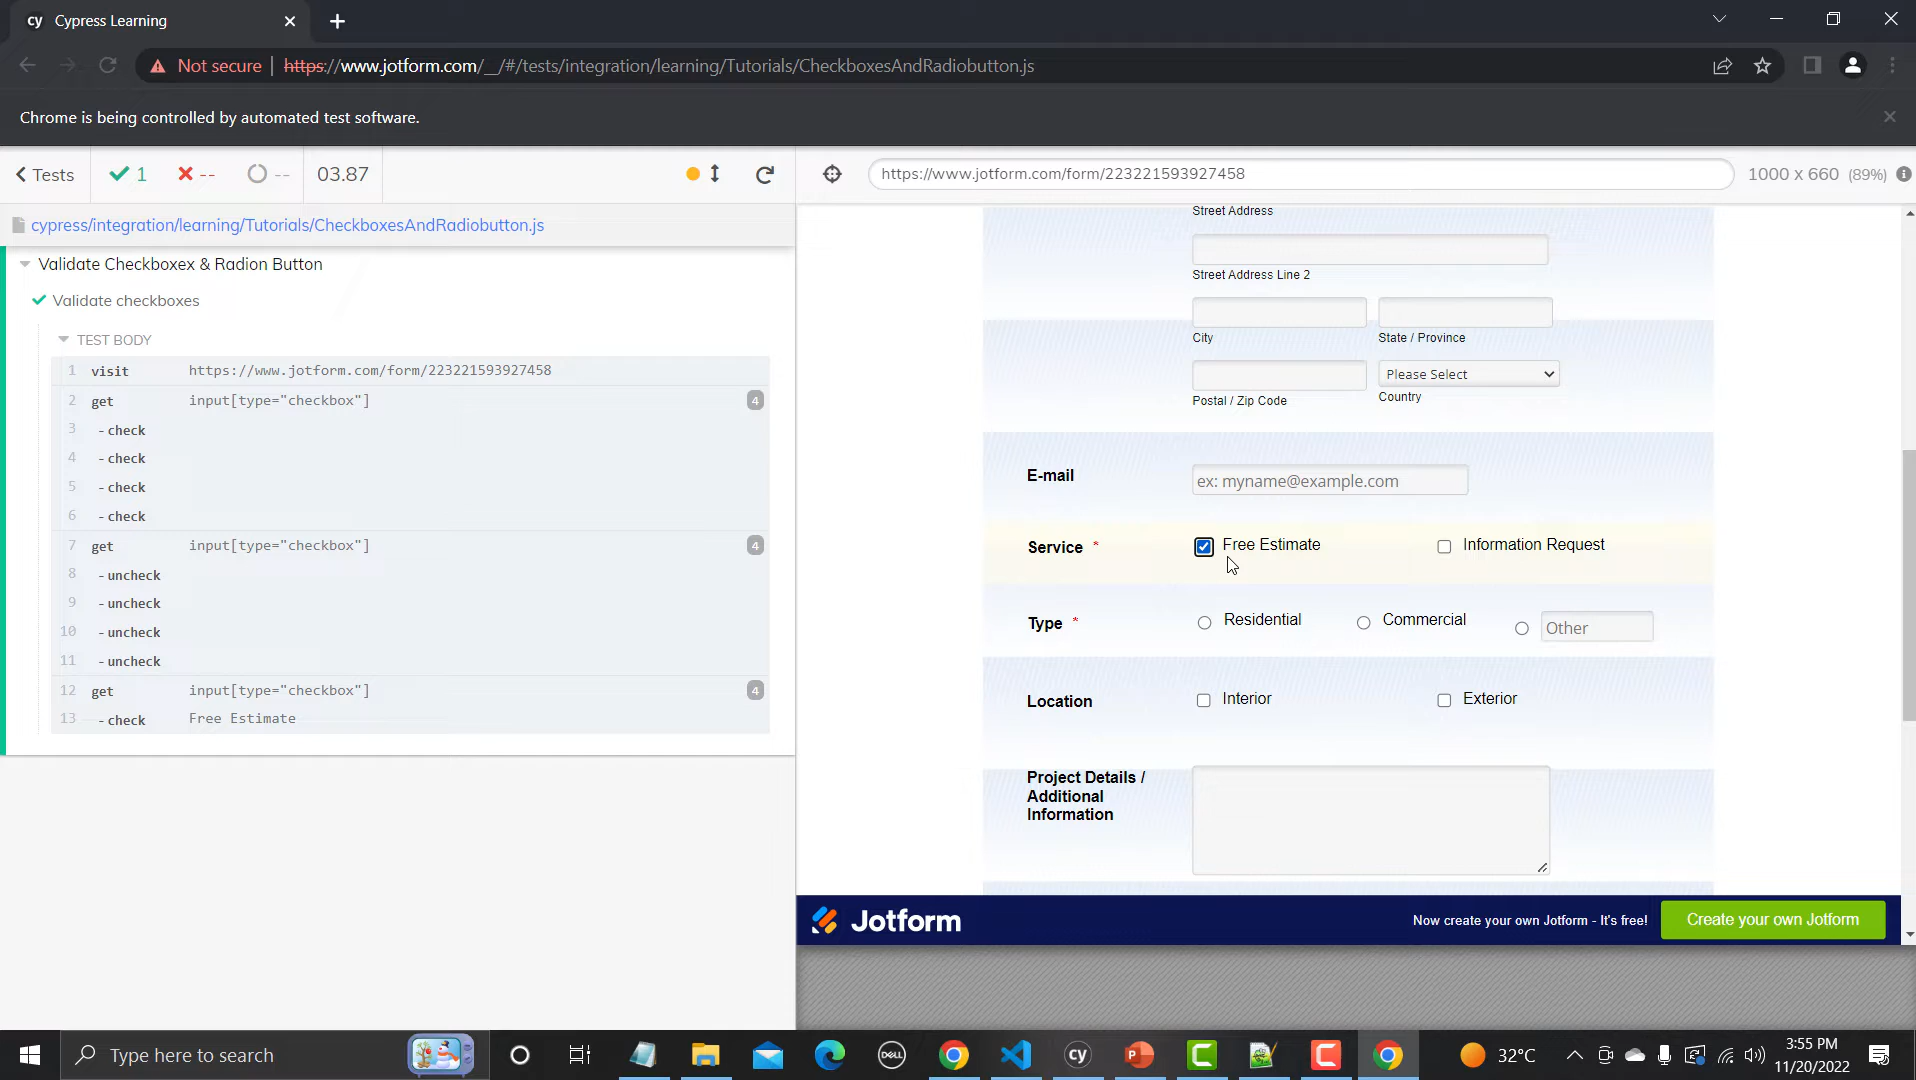 cy Cypress Learning
Not secure https://www.jotform.com/__/#/tests/integration/learning/Tutorials/CheckboxesAndRadiobutton.js
Chrome is being controlled by automated test software.
Tests 1 -- -- 03.87
https://www.jotform.com/form/223221593927458 1000 x 660 (89%)
cypress/integration/learning/Tutorials/CheckboxesAndRadiobutton.js
Validate Checkboxex & Radion Button
Validate checkboxes
TEST BODY
1 visit https://www.jotform.com/form/223221593927458
2 get input[type="checkbox"] 4
3 - check
4 - check
5 - check
6 - check
7 get input[type="checkbox"] 4
8 - uncheck
9 - uncheck
10 - uncheck
11 - uncheck
12 get input[type="checkbox"] 4
13 - check Free Estimate
Street Address
Street Address Line 2
City State / Province
Please Select
Postal / Zip Code Country
E-mail ex: myname@example.com
Service * Free Estimate Information Request
Type * Residential Commercial Other
Location Interior Exterior
Project Details /
Additional
Information
Jotform Now create your own Jotform - It's free! Create your own Jotform
Type here to search
DELL
cy
32°C
3:55 PM
11/20/2022